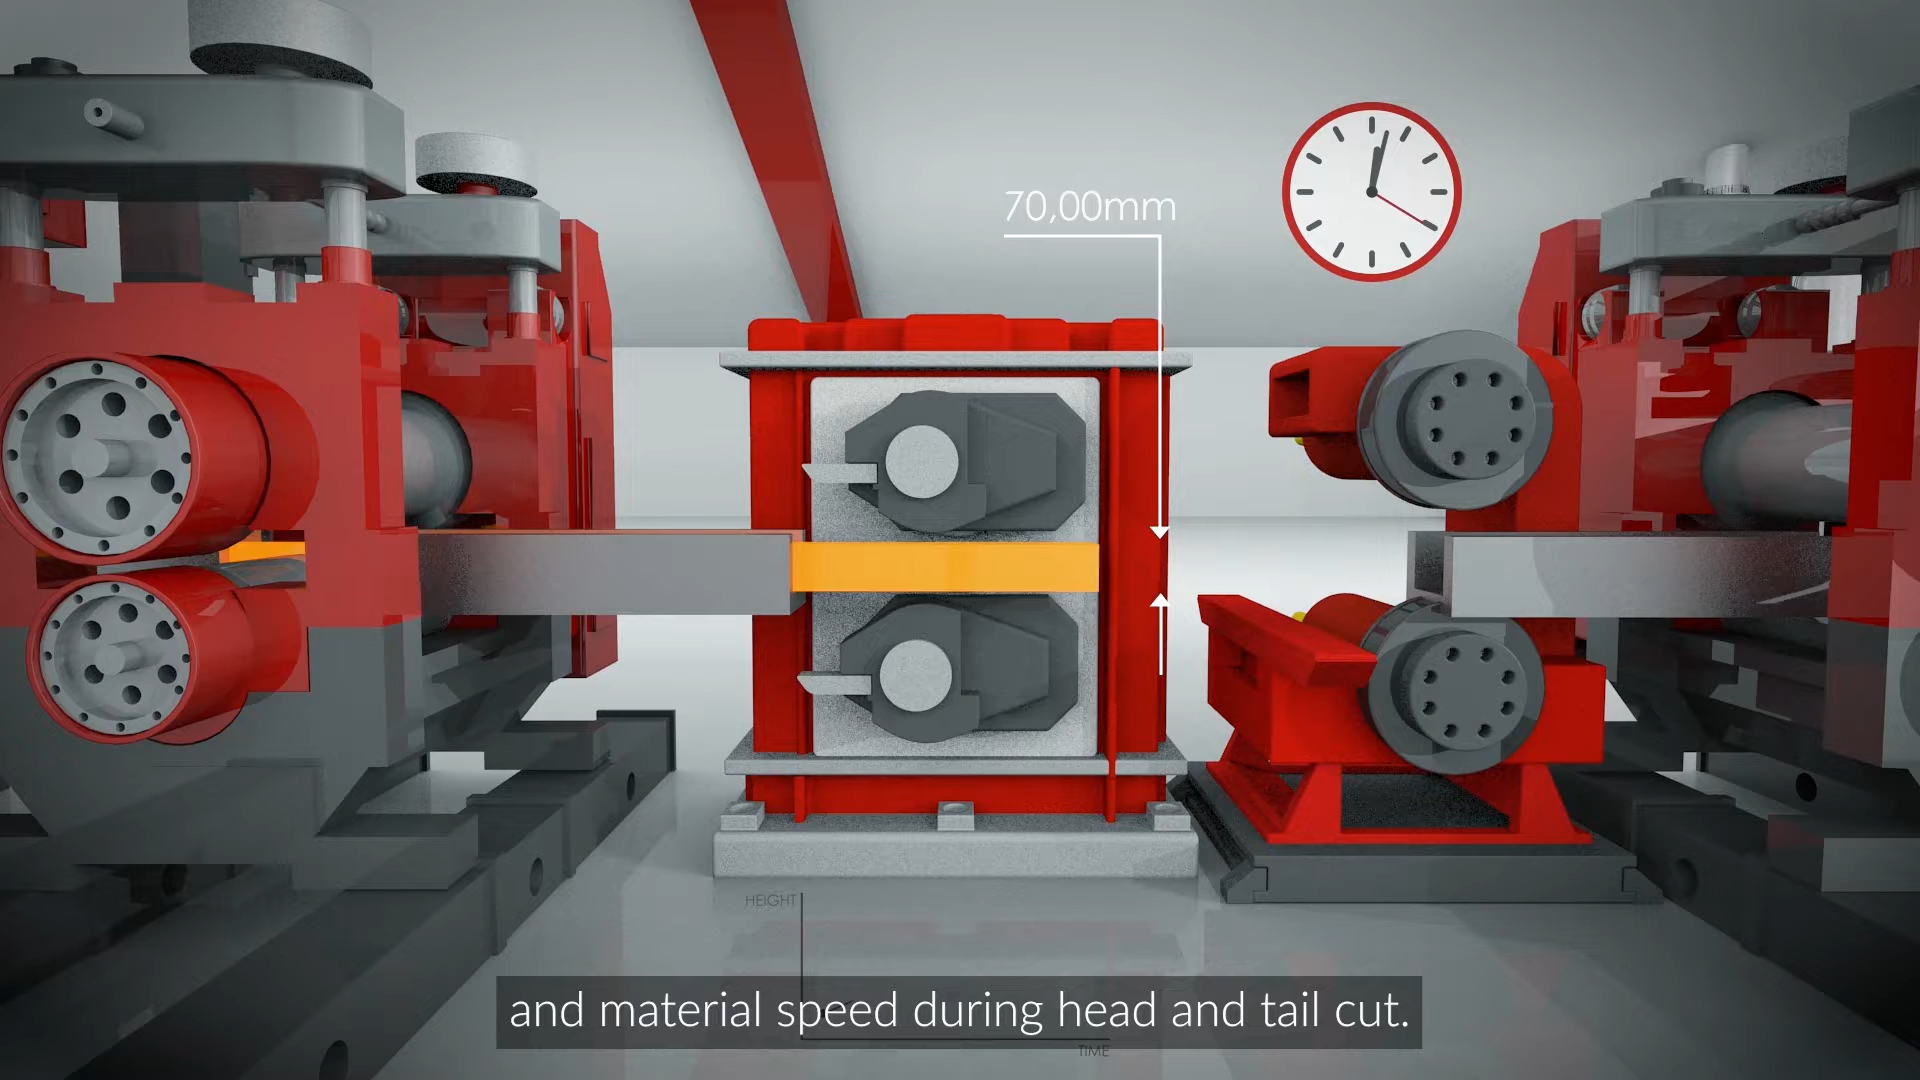 70,00mm
HEIGHT
and material speed during head and tail cut.
TIME